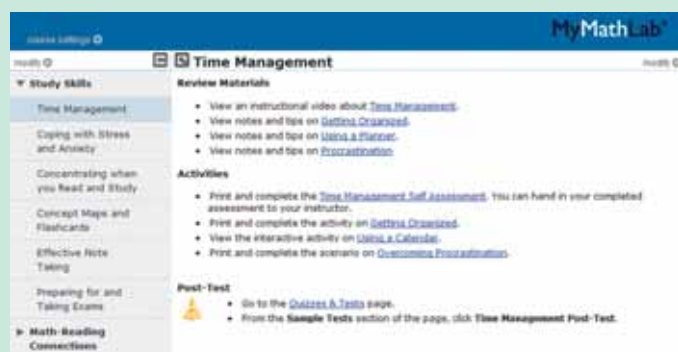 MyMathLab®
course settings
modify
Time Management
modify
Study Skills
Time Management
Coping with Stress
and Anxiety
Concentrating when
you Read and Study
Concept Maps and
Flashcards
Effective Note
Taking
Preparing for and
Taking Exams
Math-Reading
Connections
Review Materials
• View an instructional video about Time Management.
• View notes and tips on Getting Organized.
• View notes and tips on Using a Planner.
• View notes and tips on Procrastination
Activities
• Print and complete the Time Management Self Assessment. You can hand in your completed
assessment to your instructor.
• Print and complete the activity on Getting Organized.
• View the interactive activity on Using a Calendar.
• Print and complete the scenario on Overcoming Procrastination.
Post-Test
• Go to the Quizzes & Tests page.
• From the Sample Tests section of the page, click Time Management Post-Test.